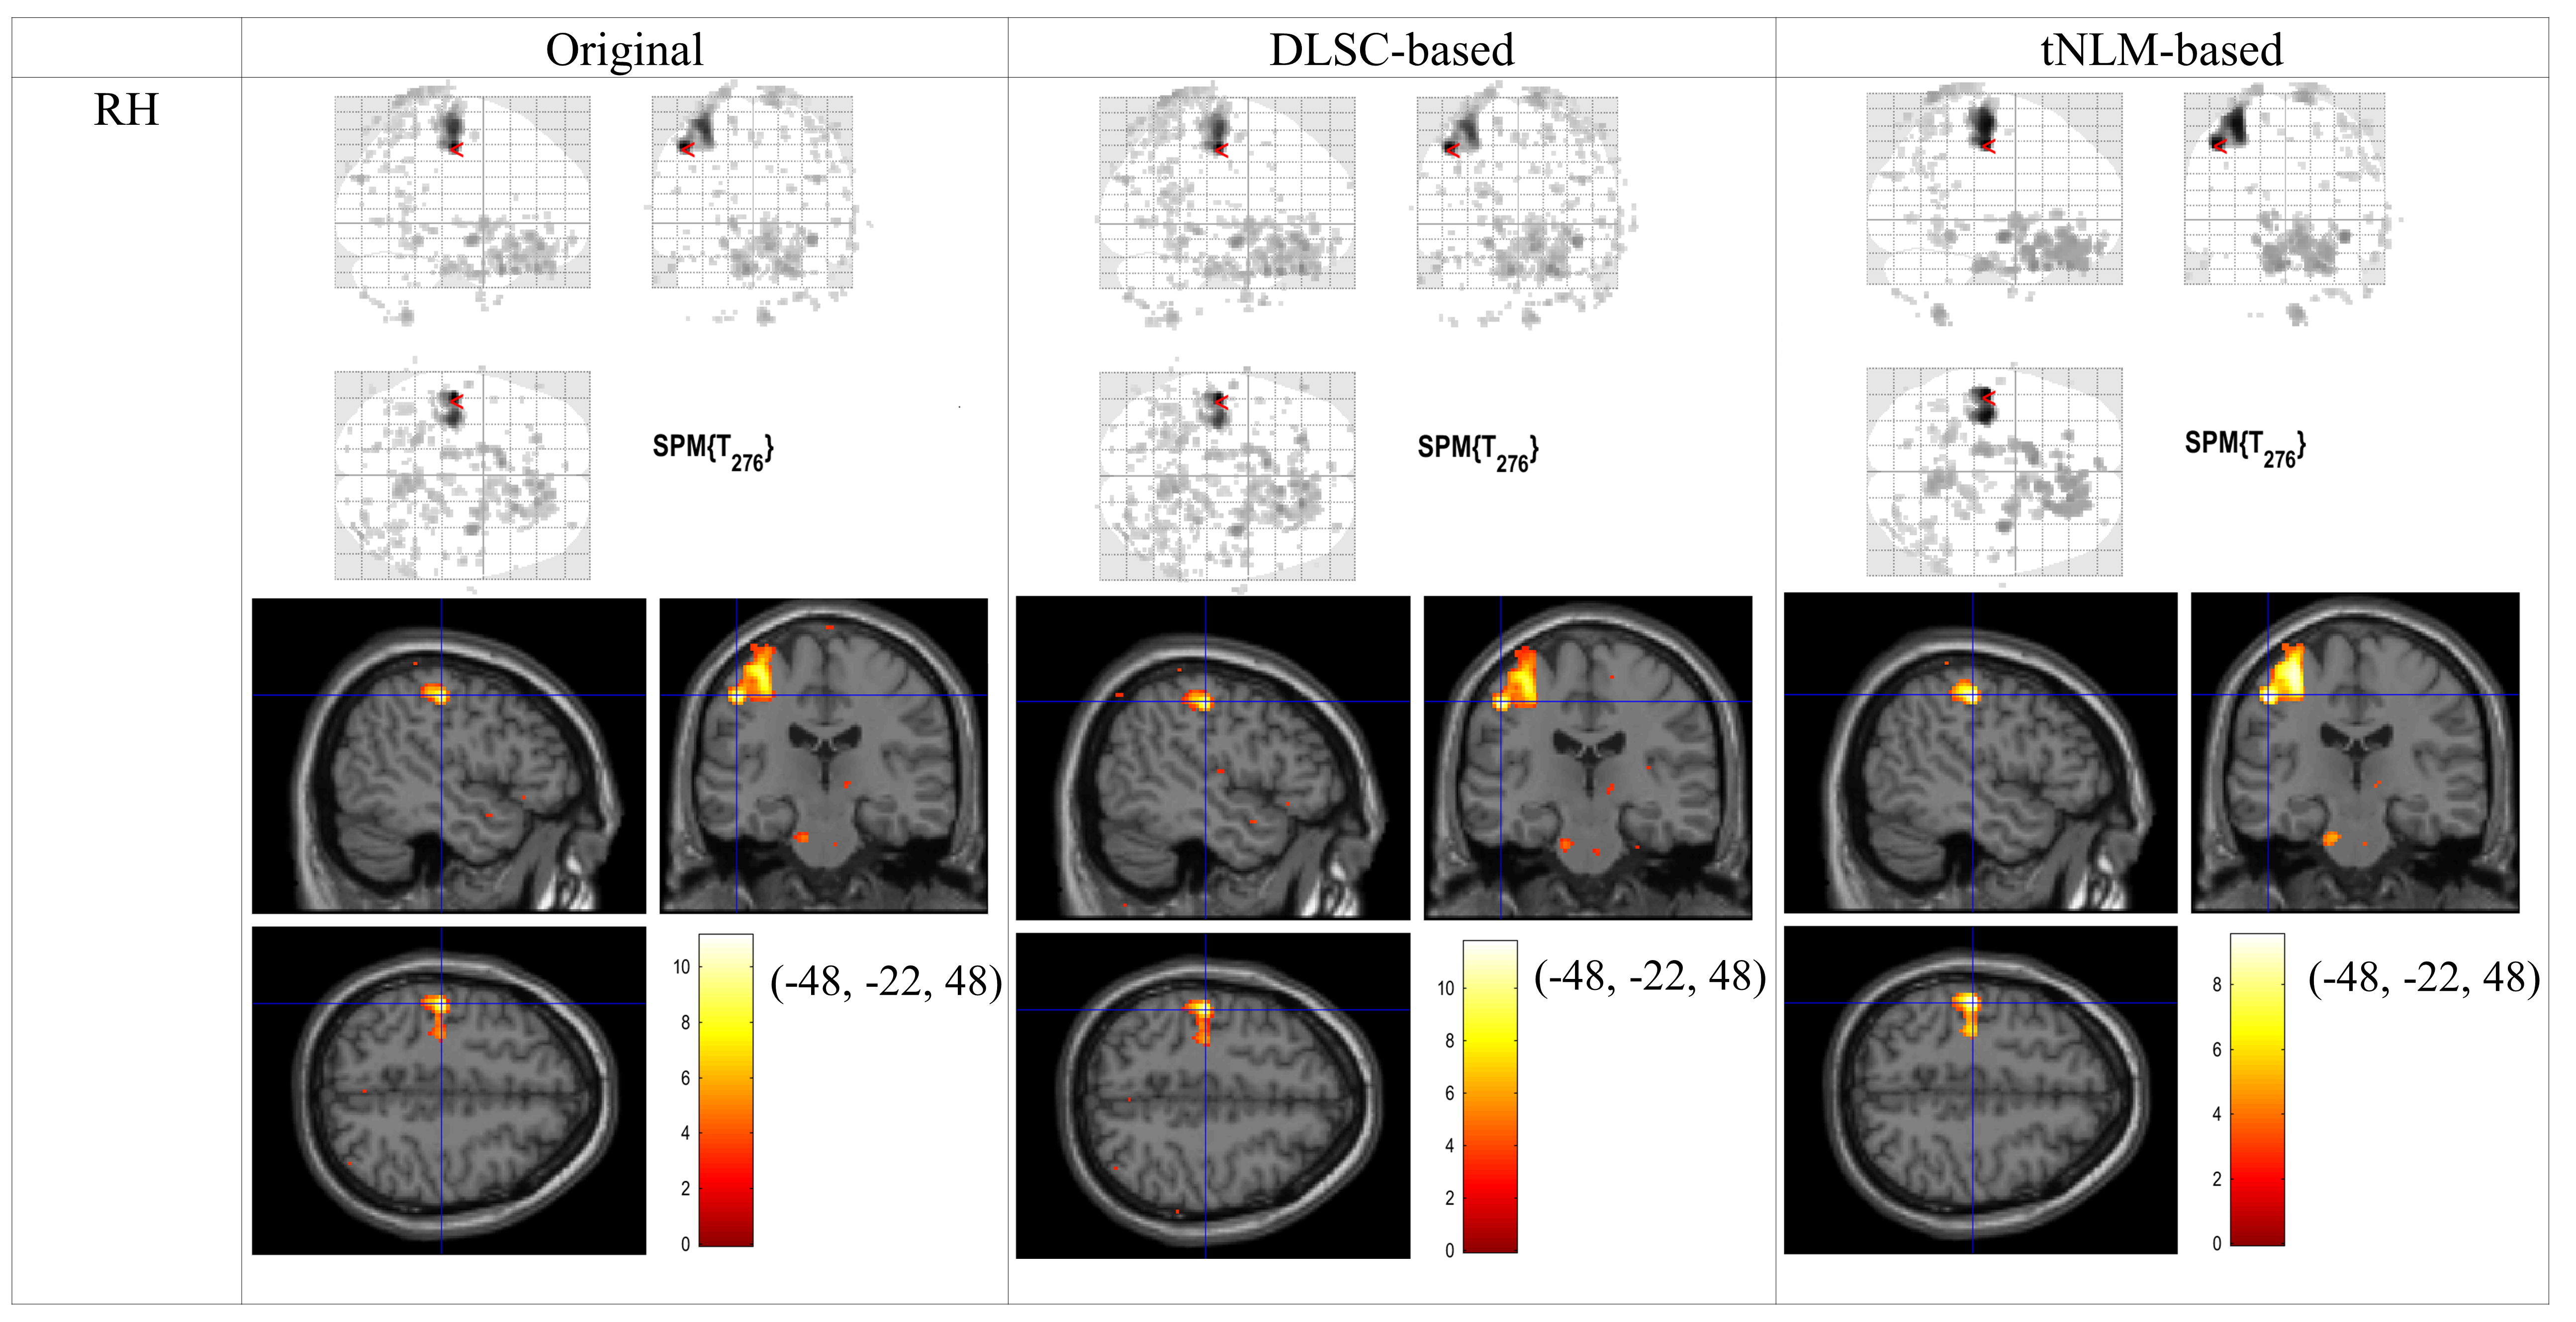 Original
DLSC-based
tNLM-based
RH
SPM{T276}
SPM{T276}
SPM{T276}
10
8
6
4
2
0
(-48, -22, 48)
10
8
6
4
2
0
(-48, -22, 48)
8
6
4
2
0
(-48, -22, 48)